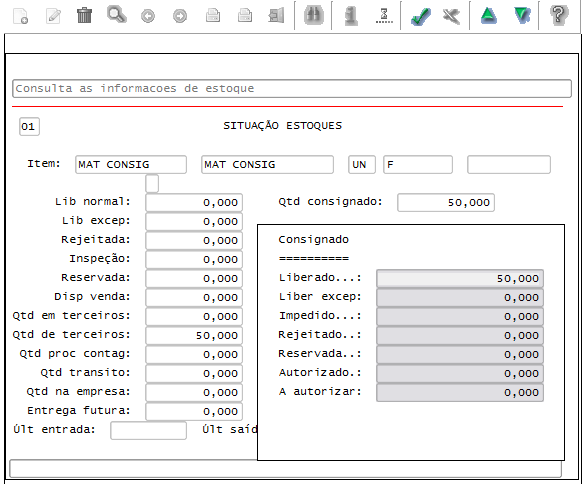 Consulta as informacoes de estoque
01 SITUAÇÃO ESTOQUES
Item: MAT CONSIG MAT CONSIG UN F
Lib normal: 0,000 Qtd consignado: 50,000
Lib excep: 0,000
Rejeitada: 0,000 Consignado
Inspeção: 0,000 ==========
Reservada: 0,000 Liberado...: 50,000
Disp venda: 0,000 Liber excep: 0,000
Qtd em terceiros: 0,000 Impedido...: 0,000
Qtd de terceiros: 50,000 Rejeitado..: 0,000
Qtd proc contag: 0,000 Reservada..: 0,000
Qtd transito: 0,000 Autorizado.: 0,000
Qtd na empresa: 0,000 A autorizar: 0,000
Entrega futura: 0,000
Últ entrada: Últ saíd